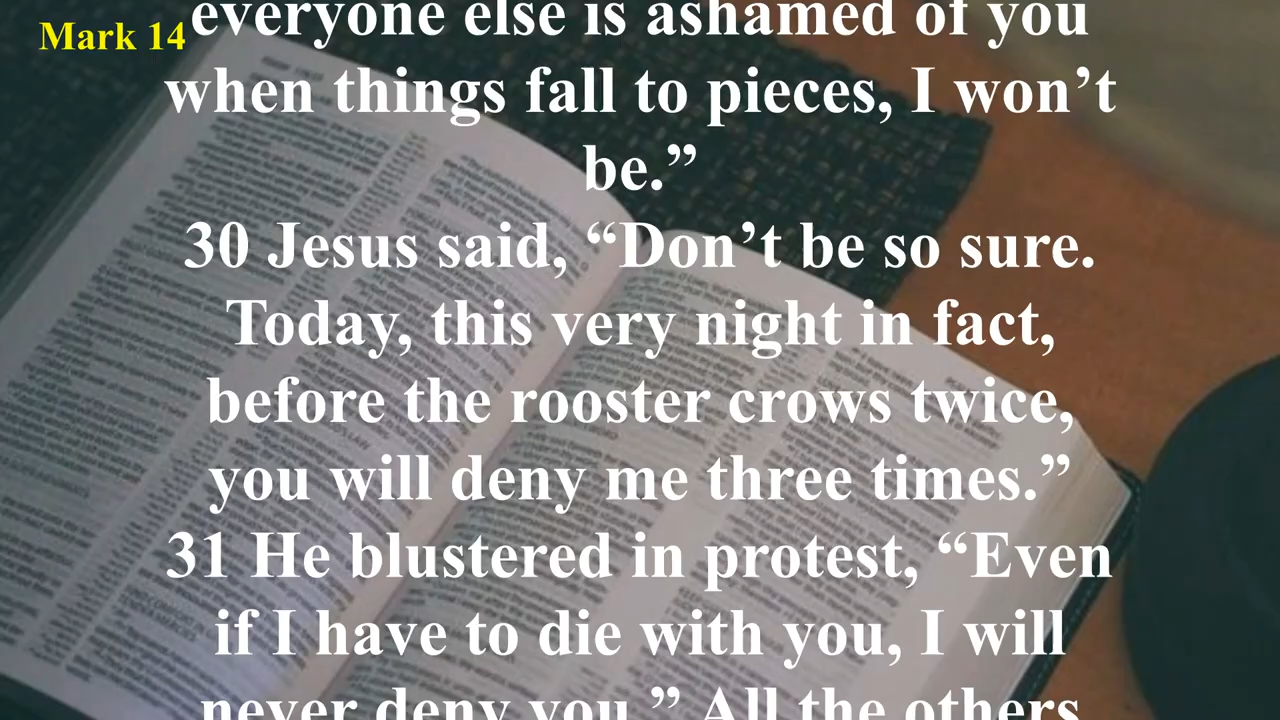 Mark 14
everyone else is ashamed of you
when things fall to pieces, I won’t
be.”
30 Jesus said, “Don’t be so sure.
Today, this very night in fact,
before the rooster crows twice,
you will deny me three times.”
31 He blustered in protest, “Even
if I have to die with you, I will
never deny you.” All the others